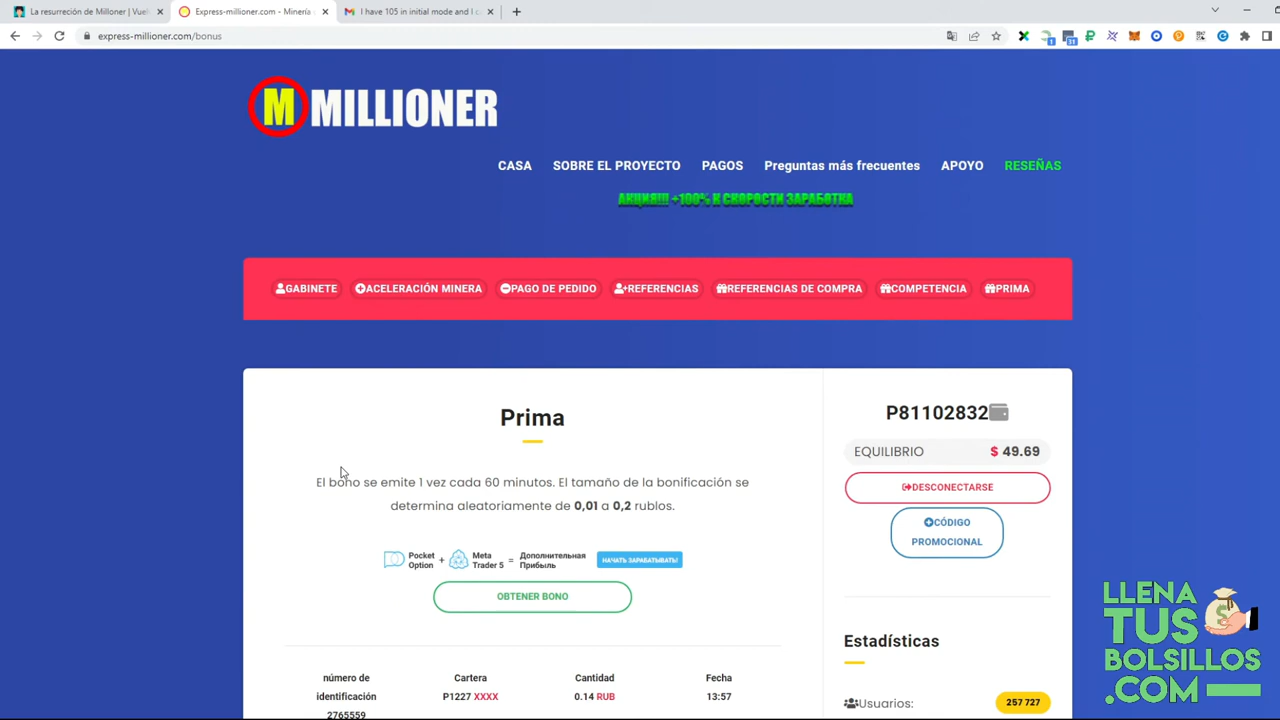 La resurrección de Milloner | Vuel
Express-millioner.com - Minería
I have 105 in initial mode and I c
express-millioner.com/bonus
M MILLIONER
CASA SOBRE EL PROYECTO PAGOS Preguntas más frecuentes APOYO RESEÑAS
АКЦИЯ!!! +100% К СКОРОСТИ ЗАРАБОТКА
GABINETE ACELERACIÓN MINERA PAGO DE PEDIDO REFERENCIAS REFERENCIAS DE COMPRA COMPETENCIA PRIMA
Prima
El bono se emite 1 vez cada 60 minutos. El tamaño de la bonificación se
determina aleatoriamente de 0,01 a 0,2 rublos.
Pocket
Option
+
Meta
Trader 5
=
Дополнительная
Прибыль
НАЧАТЬ ЗАРАБАТЫВАТЬ!
OBTENER BONO
número de
identificación
2765559
Cartera
P1227 XXXX
Cantidad
0.14 RUB
Fecha
13:57
P81102832
EQUILIBRIO $ 49.69
DESCONECTARSE
CÓDIGO
PROMOCIONAL
Estadísticas
Usuarios: 257 727
LLENA
TUS
BOLSILLOS
.COM